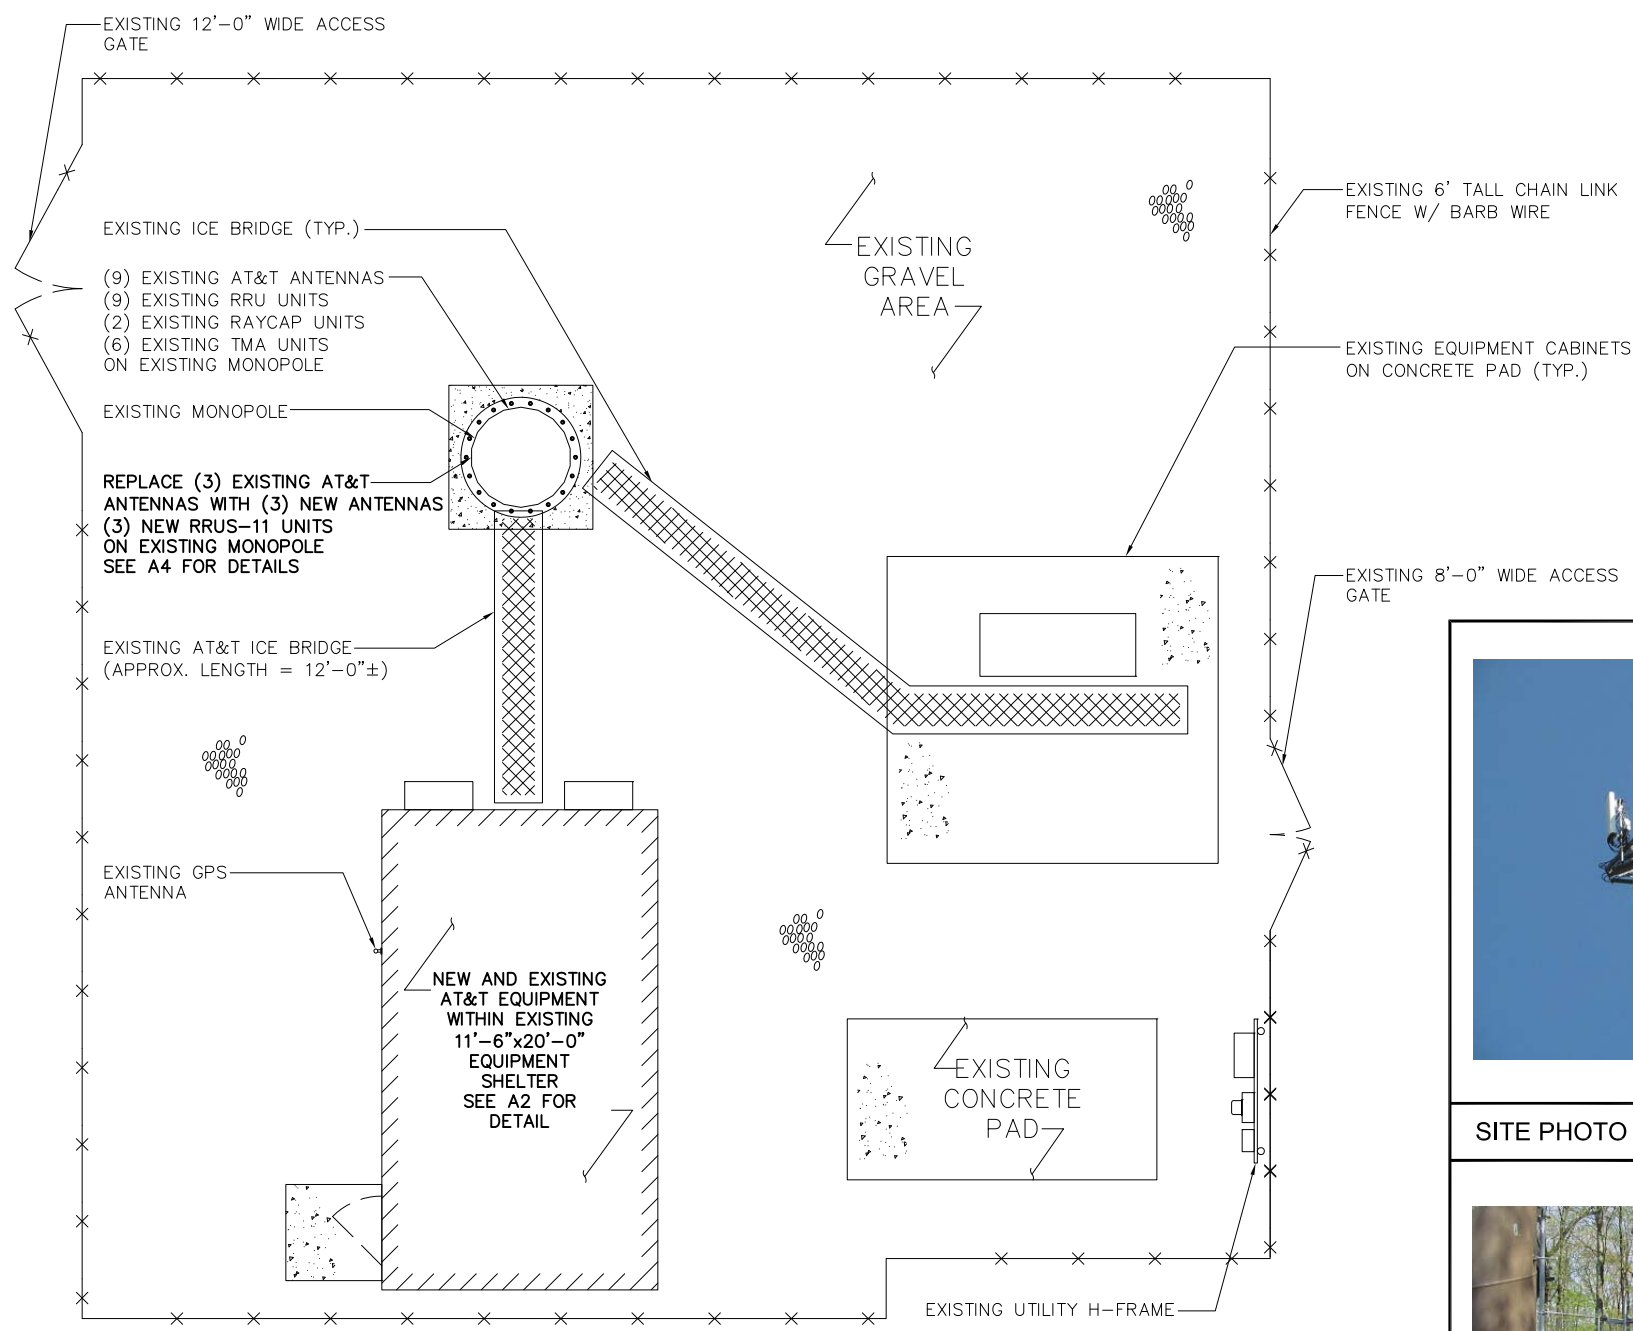 EXISTING 12'-0" WIDE ACCESS
GATE
EXISTING 6' TALL CHAIN LINK
FENCE W/ BARB WIRE
EXISTING ICE BRIDGE (TYP.)
EXISTING
GRAVEL
AREA
(9) EXISTING AT&T ANTENNAS
(9) EXISTING RRU UNITS
(2) EXISTING RAYCAP UNITS
(6) EXISTING TMA UNITS
ON EXISTING MONOPOLE
EXISTING EQUIPMENT CABINETS
ON CONCRETE PAD (TYP.)
EXISTING MONOPOLE
REPLACE (3) EXISTING AT&T
ANTENNAS WITH (3) NEW ANTENNAS
(3) NEW RRUS-11 UNITS
ON EXISTING MONOPOLE
SEE A4 FOR DETAILS
EXISTING 8'-0" WIDE ACCESS
GATE
EXISTING AT&T ICE BRIDGE
(APPROX. LENGTH = 12'-0"±)
EXISTING GPS
ANTENNA
NEW AND EXISTING
AT&T EQUIPMENT
WITHIN EXISTING
11'-6"x20'-0"
EQUIPMENT
SHELTER
SEE A2 FOR
DETAIL
EXISTING
CONCRETE
PAD
SITE PHOTO
EXISTING UTILITY H-FRAME